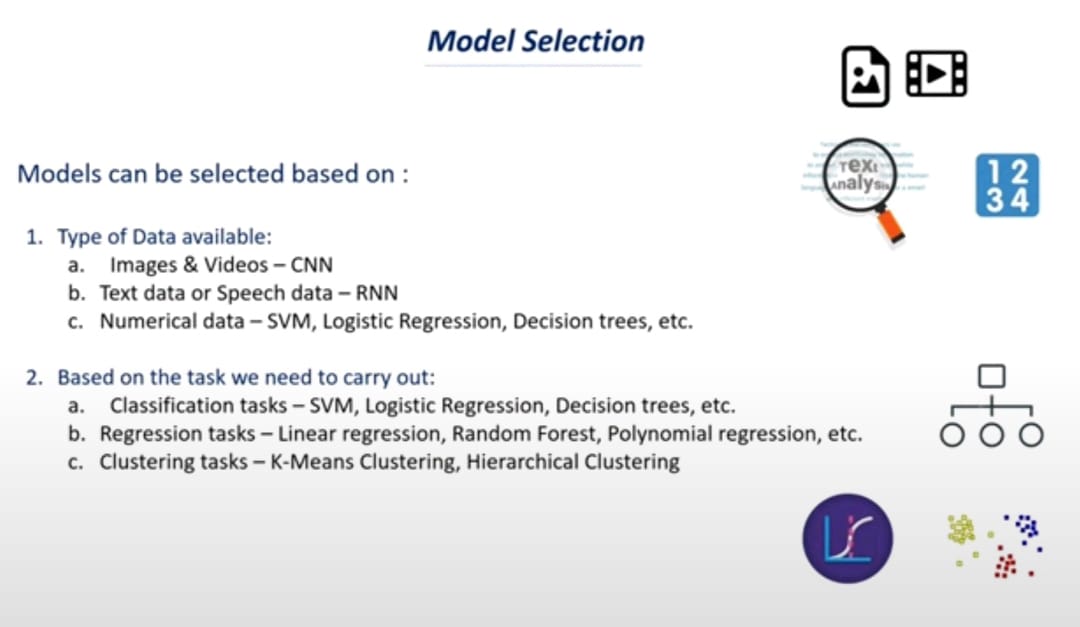 Model Selection
Models can be selected based on :
1. Type of Data available:
a. Images & Videos – CNN
b. Text data or Speech data – RNN
c. Numerical data – SVM, Logistic Regression, Decision trees, etc.
2. Based on the task we need to carry out:
a. Classification tasks – SVM, Logistic Regression, Decision trees, etc.
b. Regression tasks – Linear regression, Random Forest, Polynomial regression, etc.
c. Clustering tasks – K-Means Clustering, Hierarchical Clustering
Text
Analysis
1 2
3 4